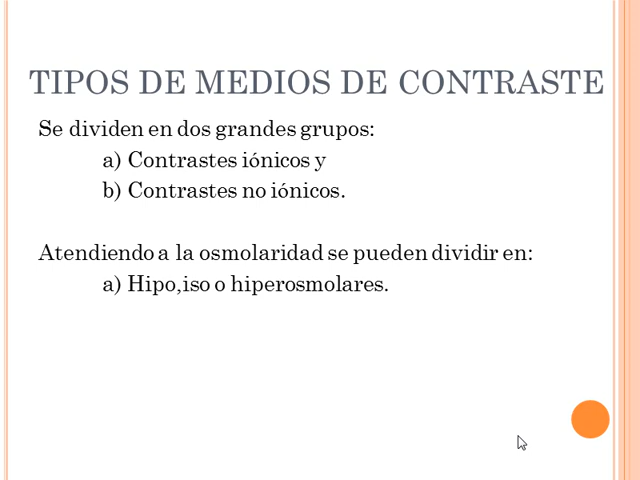 TIPOS DE MEDIOS DE CONTRASTE
Se dividen en dos grandes grupos:
a) Contrastes iónicos y
b) Contrastes no iónicos.
Atendiendo a la osmolaridad se pueden dividir en:
a) Hipo,iso o hiperosmolares.